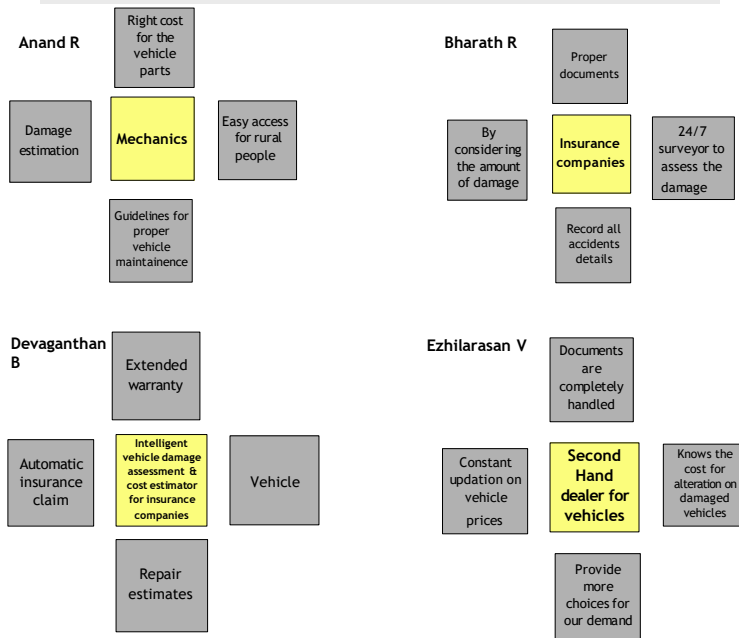 Anand R
Right cost
for the
vehicle
parts
Damage
estimation
Mechanics
Easy access
for rural
people
Guidelines for
proper
vehicle
maintainence
Bharath R
Proper
documents
By
considering
the amount
of damage
Insurance
companies
24/7
surveyor to
assess the
damage
Record all
accidents
details
Devaganthan
B
Extended
warranty
Automatic
insurance
claim
Intelligent
vehicle damage
assessment &
cost estimator
for insurance
companies
Vehicle
Repair
estimates
Ezhilarasan V
Documents
are
completely
handled
Constant
updation on
vehicle
prices
Second
Hand
dealer for
vehicles
Knows the
cost for
alteration on
damaged
vehicles
Provide
more
choices for
our demand